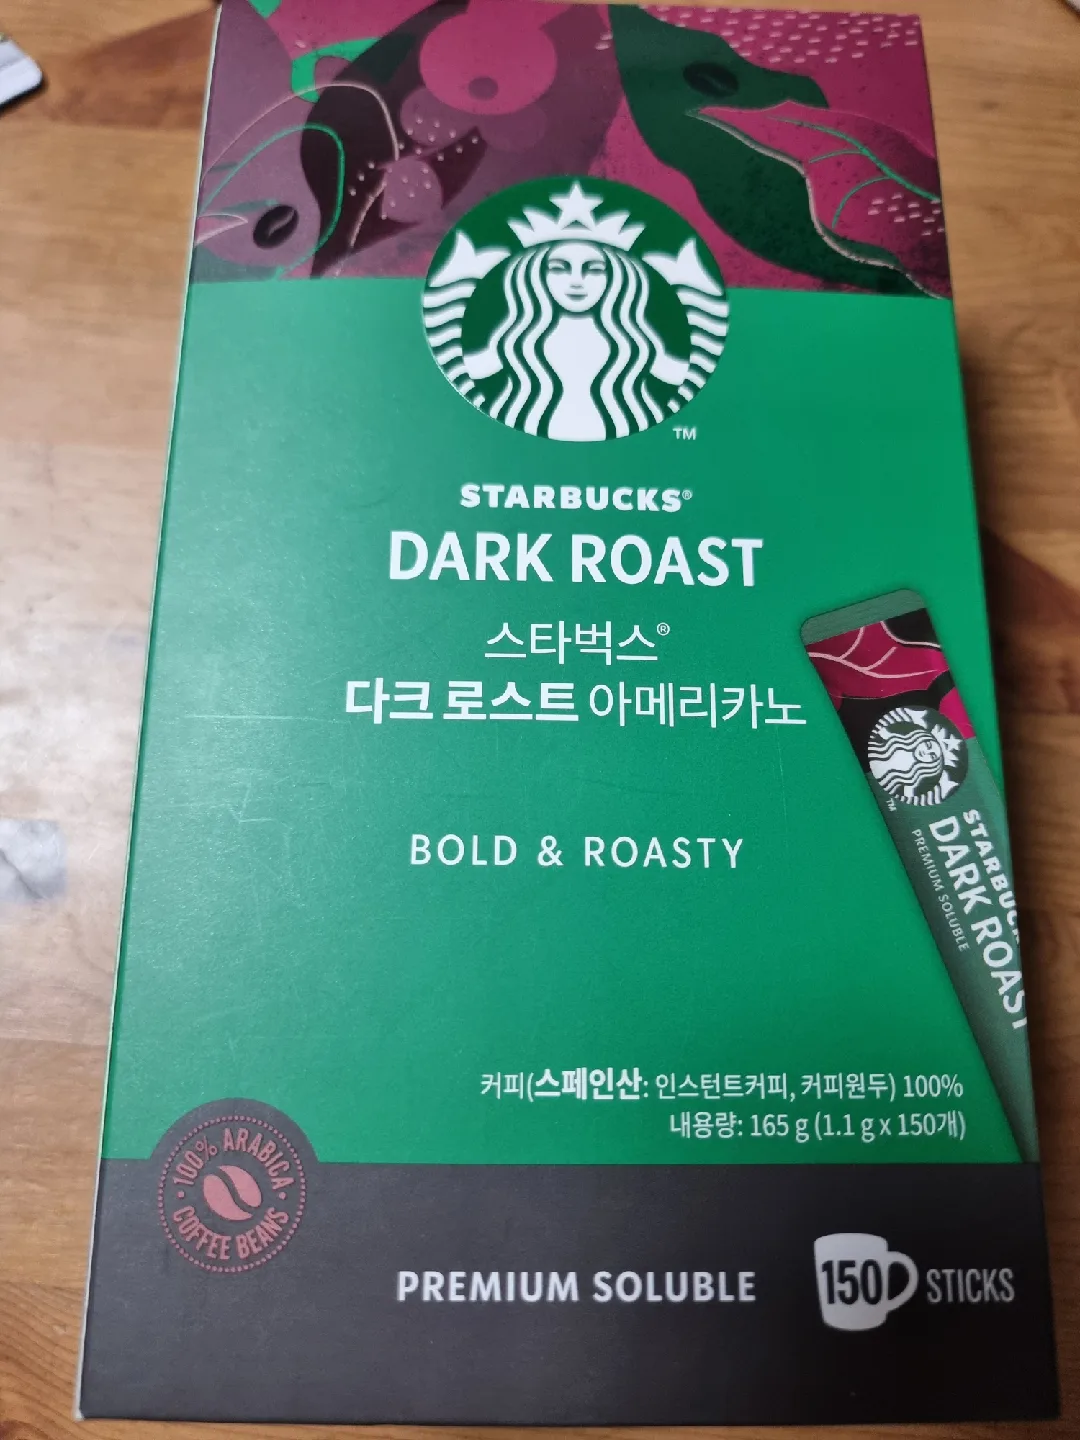 TM
STARBUCKS®
DARK ROAST
스타벅스®
다크 로스트 아메리카노
BOLD & ROASTY
TM
STARBUC
DARK ROAST
PREMIUM SOLUBLE
커피(스페인산: 인스턴트커피, 커피원두) 100%
내용량: 165 g (1.1 g x 150개)
100% ARABICA
COFFEE BEANS
PREMIUM SOLUBLE
150 STICKS